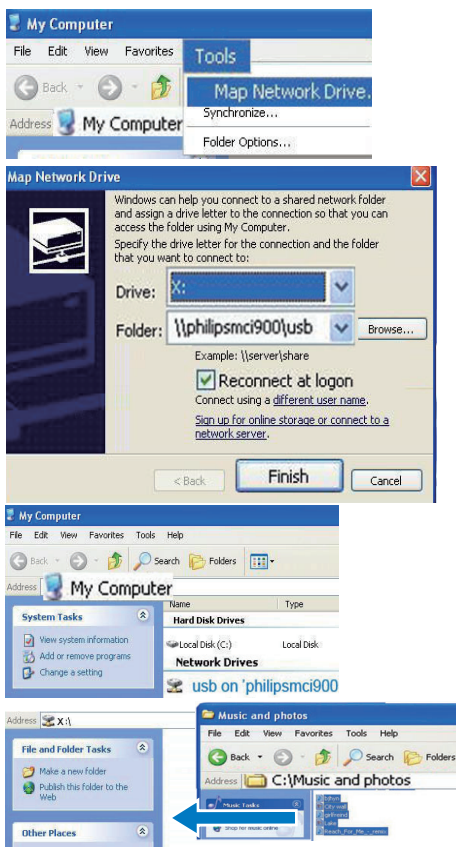 My Computer
File Edit View Favorites Tools
Back
Map Network Drive.
Address My Computer
Synchronize...
Folder Options...
Map Network Drive
Windows can help you connect to a shared network folder
and assign a drive letter to the connection so that you can
access the folder using My Computer.
Specify the drive letter for the connection and the folder
that you want to connect to:
Drive: X:
Folder: \\philipsmci900\usb Browse...
Example: \\server\share
Reconnect at logon
Connect using a different user name.
Sign up for online storage or connect to a
network server.
< Back Finish Cancel
My Computer
File Edit View Favorites Tools Help
Back Search Folders
Address My Computer
Name Type
System Tasks
Hard Disk Drives
View system information
Local Disk (C:) Local Disk
Add or remove programs
Network Drives
Change a setting
usb on 'philipsmci900
Address X:\
Music and photos
File Edit View Favorites Tools Help
File and Folder Tasks
Back Search Folders
Make a new folder
Address C:\Music and photos
Publish this folder to the
Web
Music Tasks
City wall
girlfriend
Lake
Shop for music online
Other Places